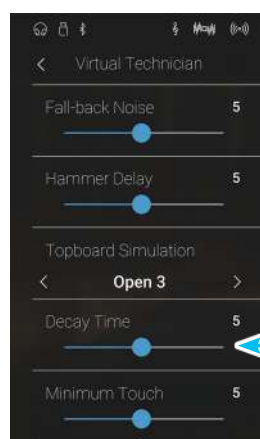 Virtual Technician
Fall-back Noise 5
Hammer Delay 5
Topboard Simulation
Open 3
Decay Time 5
Minimum Touch 5